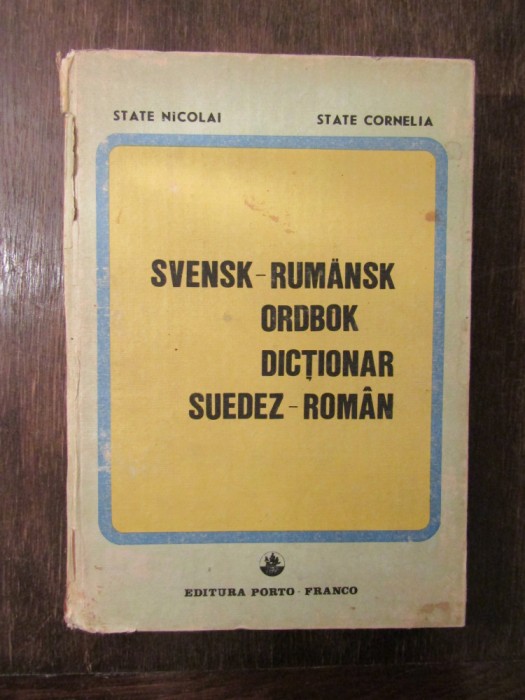 STATE NiCOLAI STATE CORNELIA
SVENSK-RUMÄNSK
ORDBOK
DICȚIONAR
SUEDEZ-ROMÂN
EDITURA PORTO-FRANCO